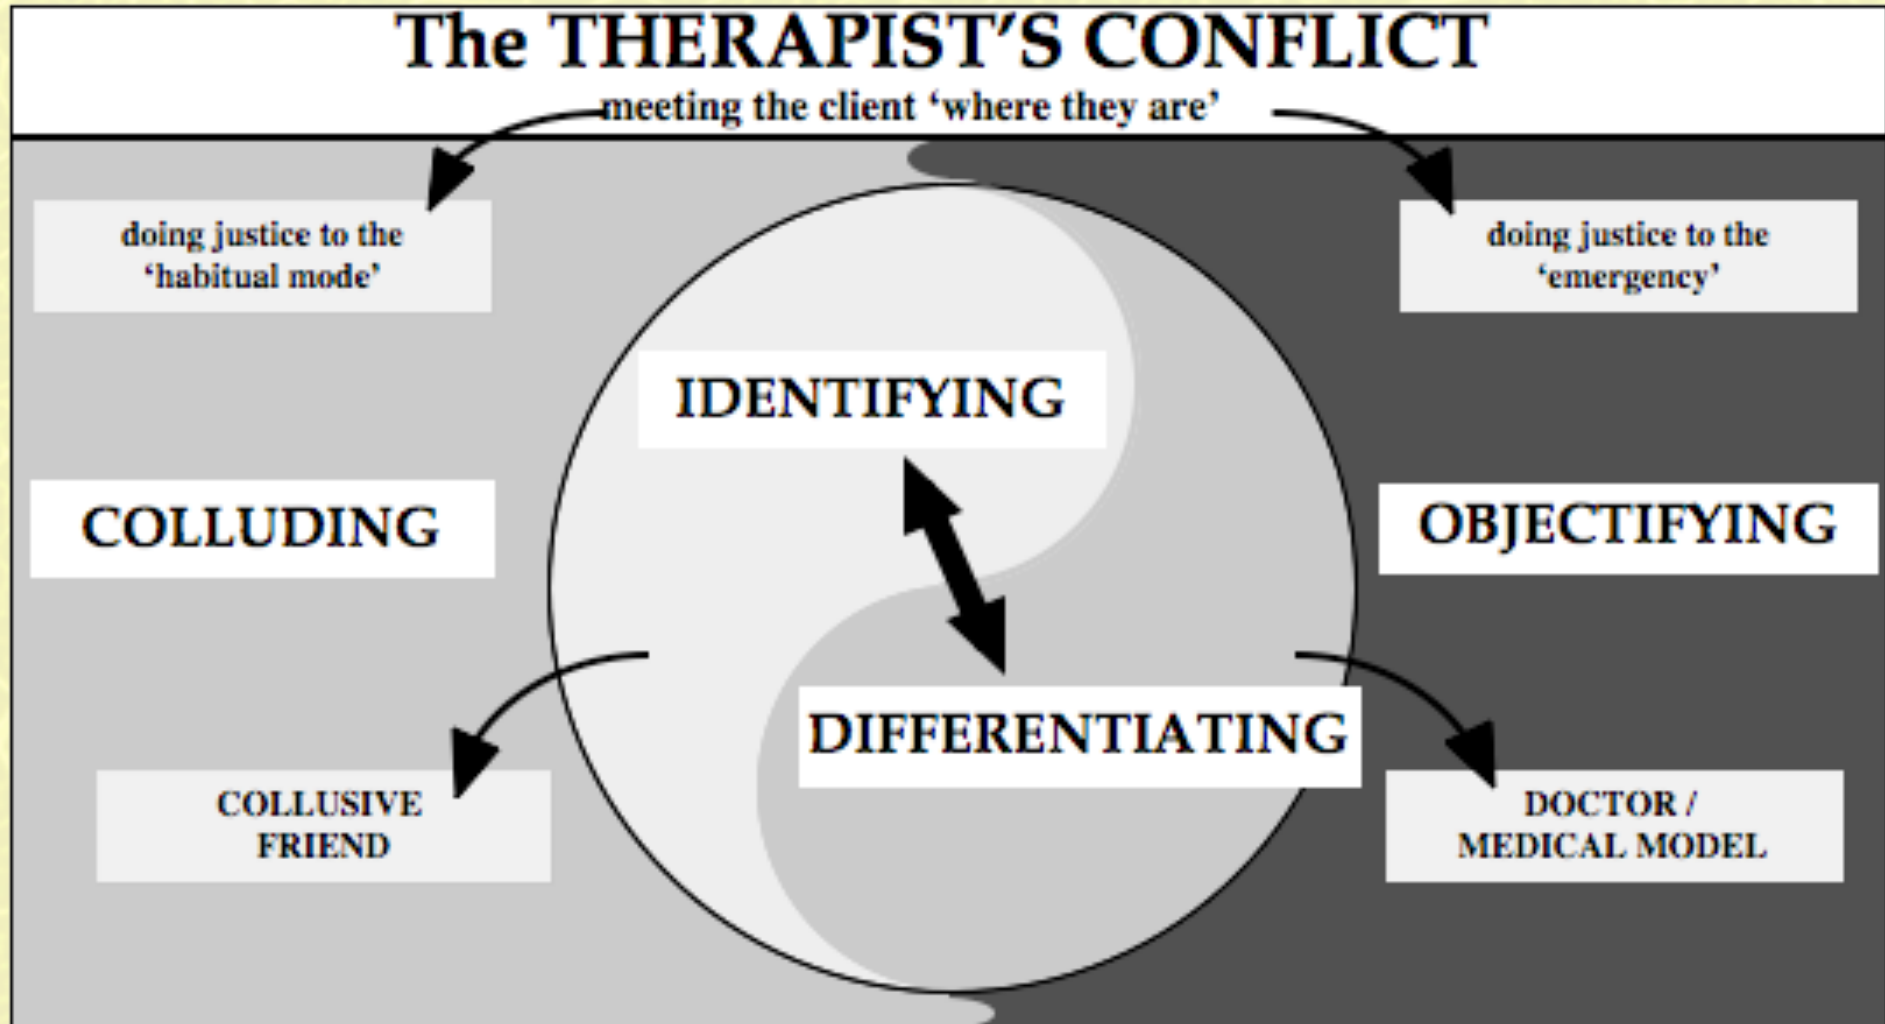 The THERAPIST’S CONFLICT
meeting the client ‘where they are’
doing justice to the
‘habitual mode’
doing justice to the
‘emergency’
IDENTIFYING
COLLUDING
OBJECTIFYING
DIFFERENTIATING
COLLUSIVE
FRIEND
DOCTOR /
MEDICAL MODEL